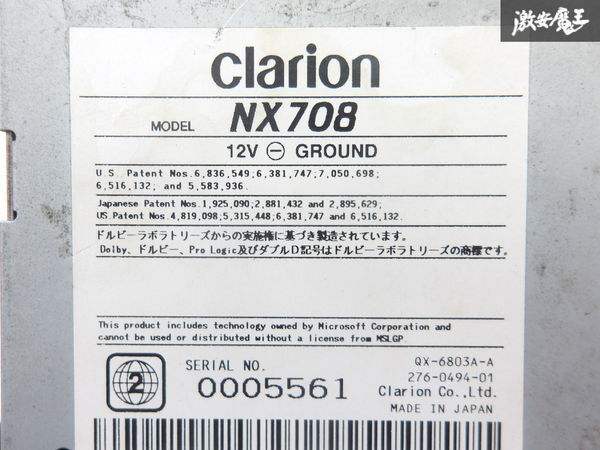 激安魔王
clarion
MODEL NX708
12V ⊖ GROUND
U.S. Patent Nos.6,836,549;6,381,747;7,050,698;
6,516,132; and 5,583,936.
Japanese Patent Nos.1,925,090;2,881,432 and 2,895,629;
US Patent Nos.4,819,098;5,315,448;6,381,747 and 6,516,132.
ドルビーラボラトリーズからの実施権に基づき製造されています。
Dolby、ドルビー、Pro Logic及びダブルD記号はドルビーラボラトリーズの商標です。
This product includes technology owned by Microsoft Corporation and
cannot be used or distributed without a license from MSLGP
2
SERIAL NO.
0005561
QX-6803A-A
276-0494-01
Clarion Co.,Ltd.
MADE IN JAPAN